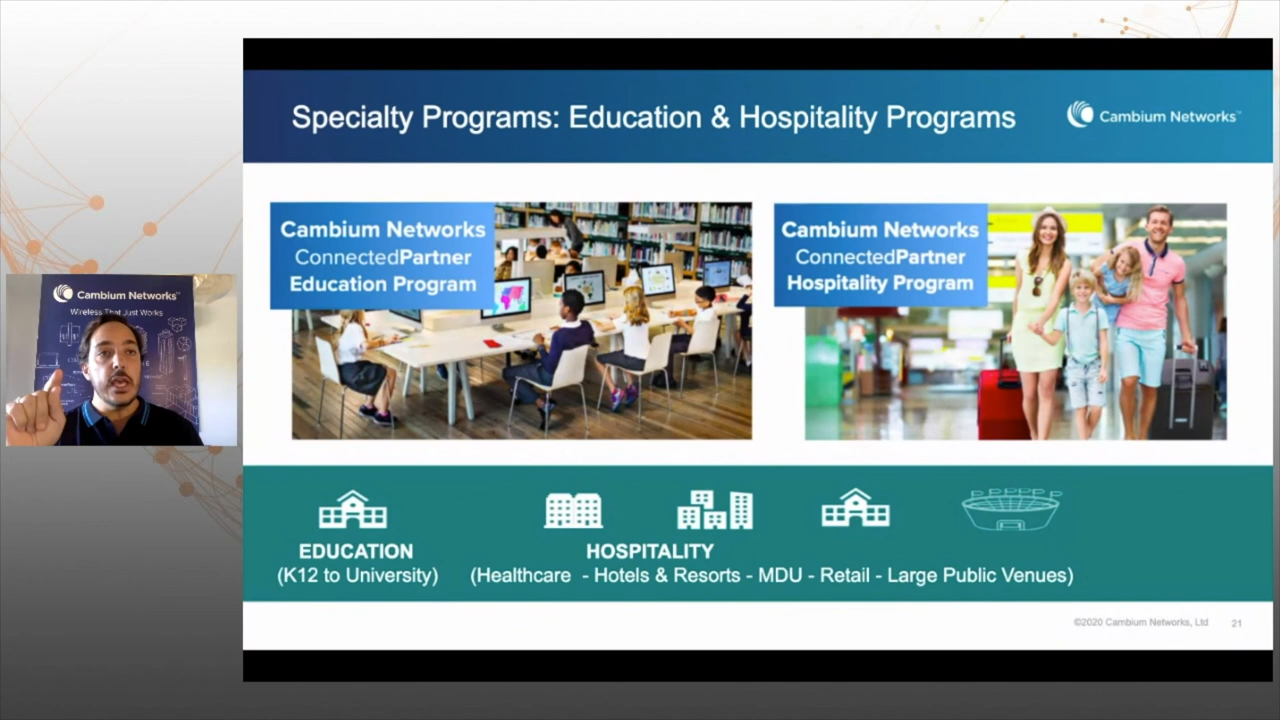 Specialty Programs: Education & Hospitality Programs
Cambium Networks™
Cambium Networks
ConnectedPartner
Education Program
Cambium Networks
ConnectedPartner
Hospitality Program
Cambium Networks™
Wireless That Just Works
EDUCATION
(K12 to University)
HOSPITALITY
(Healthcare - Hotels & Resorts - MDU - Retail - Large Public Venues)
©2020 Cambium Networks, Ltd
21